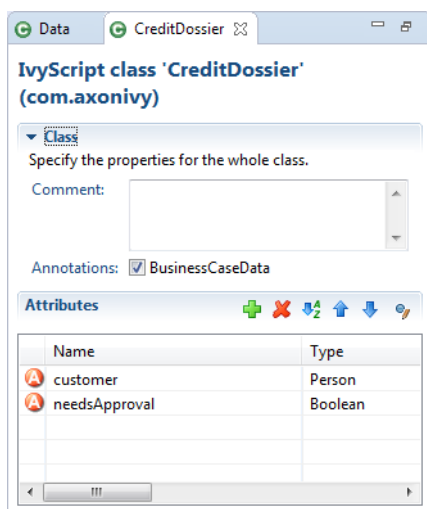 Data CreditDossier
IvyScript class 'CreditDossier'
(com.axonivy)
Class
Specify the properties for the whole class.
Comment:
Annotations: BusinessCaseData
Attributes
Name Type
customer Person
needsApproval Boolean